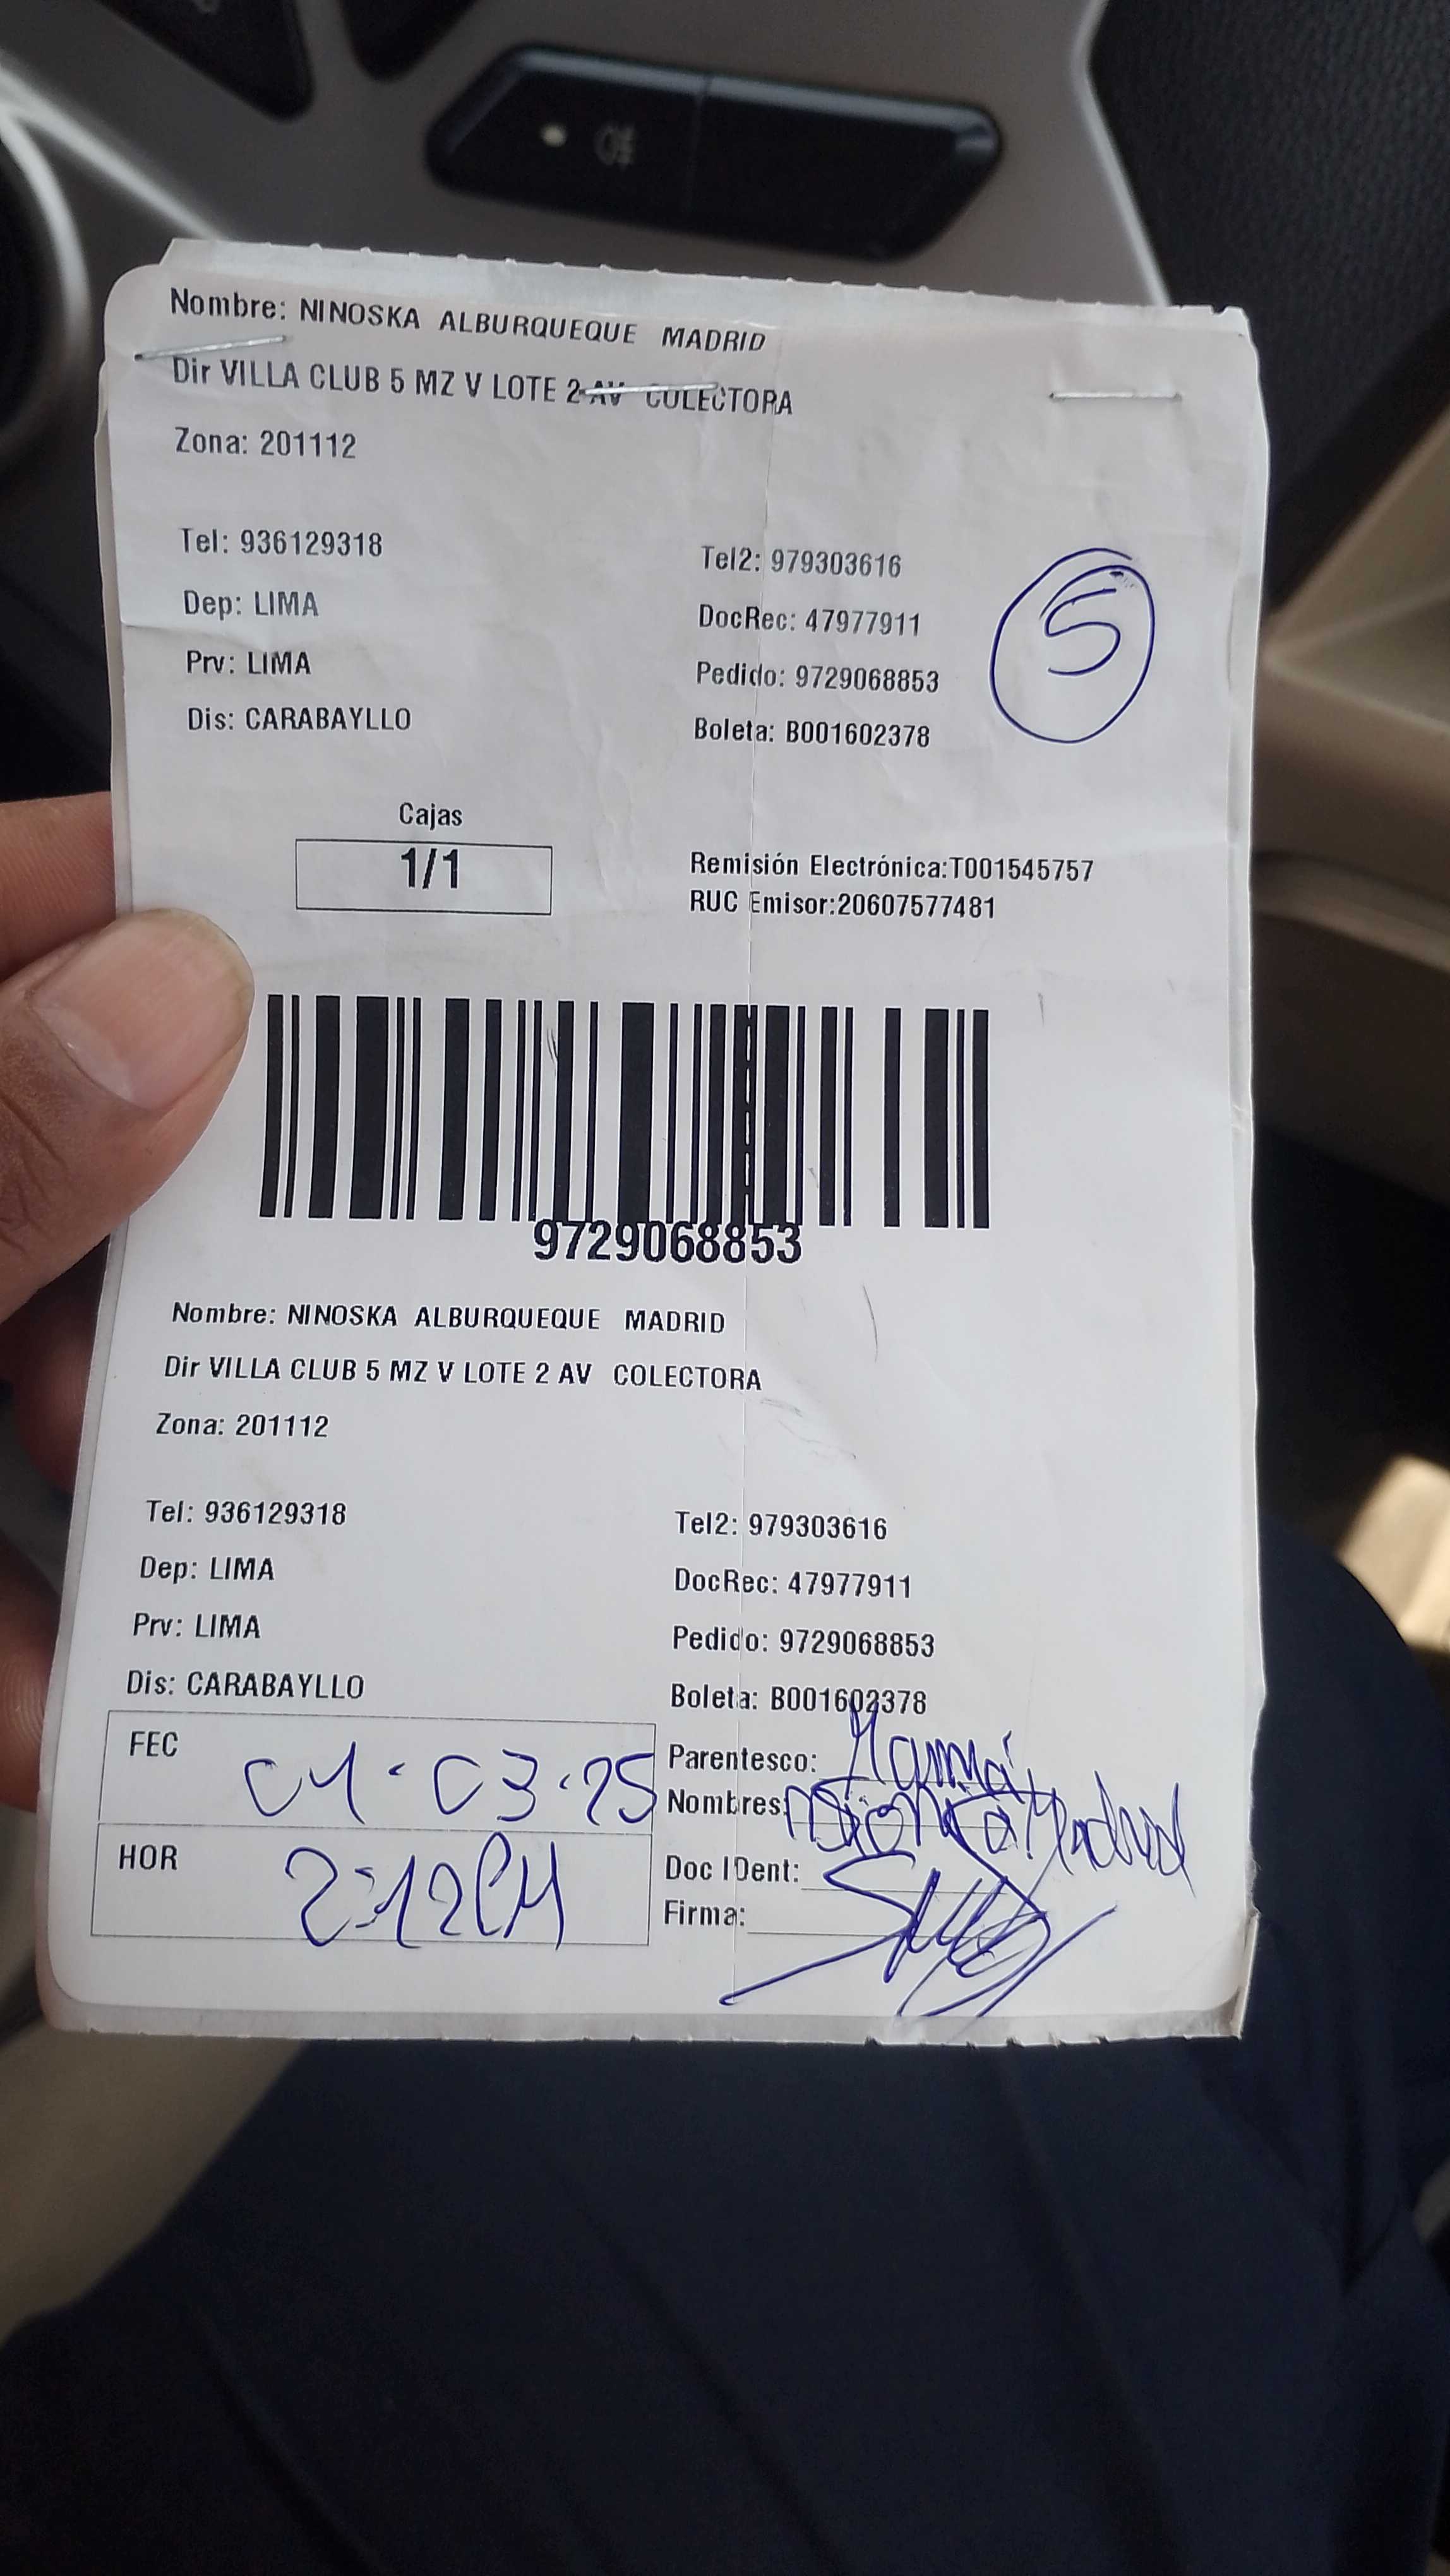 Nombre: NINOSKA ALBURQUEQUE MADRID
Dir VILLA CLUB 5 MZ V LOTE 2 AV COLECTORA
Zona: 201112
Tel: 936129318 Tel2: 979303616
Dep: LIMA DocRec: 47977911
Prv: LIMA Pedido: 9729068853
Dis: CARABAYLLO Boleta: B001602378
5
Cajas
1/1
Remisión Electrónica:T001545757
RUC Emisor:20607577481
9729068853
Nombre: NINOSKA ALBURQUEQUE MADRID
Dir VILLA CLUB 5 MZ V LOTE 2 AV COLECTORA
Zona: 201112
Tel: 936129318 Tel2: 979303616
Dep: LIMA DocRec: 47977911
Prv: LIMA Pedido: 9729068853
Dis: CARABAYLLO Boleta: B001602378
FEC 01·03·25 Parentesco: Mamá
Nombres:
HOR 2:12PM Doc IDent:
Firma: